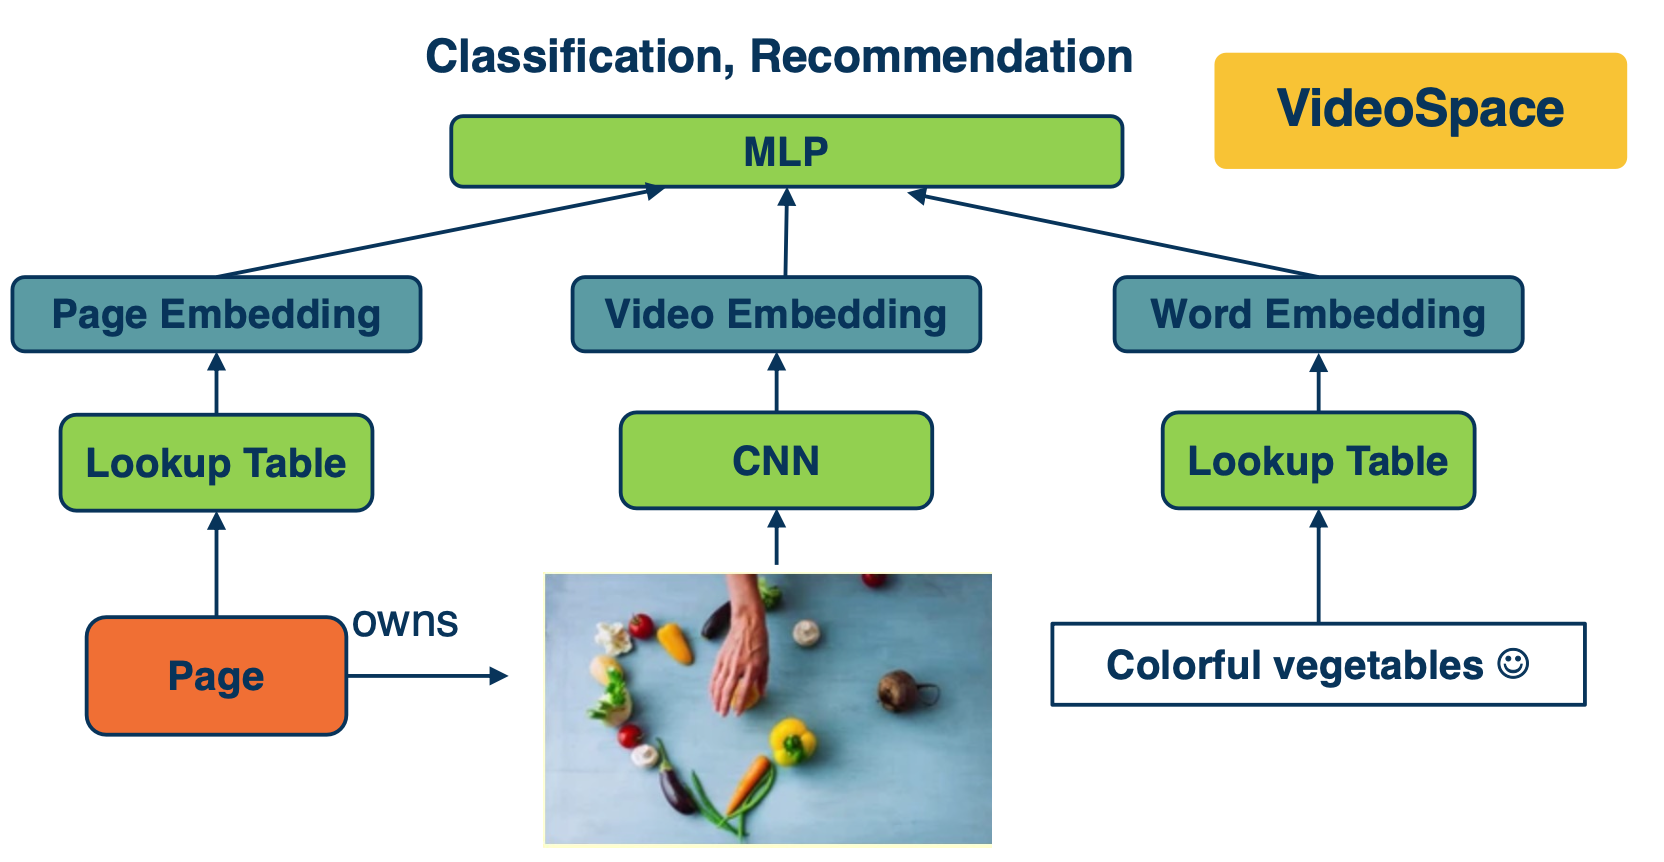 Classification, Recommendation
VideoSpace
MLP
Page Embedding
Video Embedding
Word Embedding
Lookup Table
CNN
Lookup Table
owns
Page
Colorful vegetables ☺